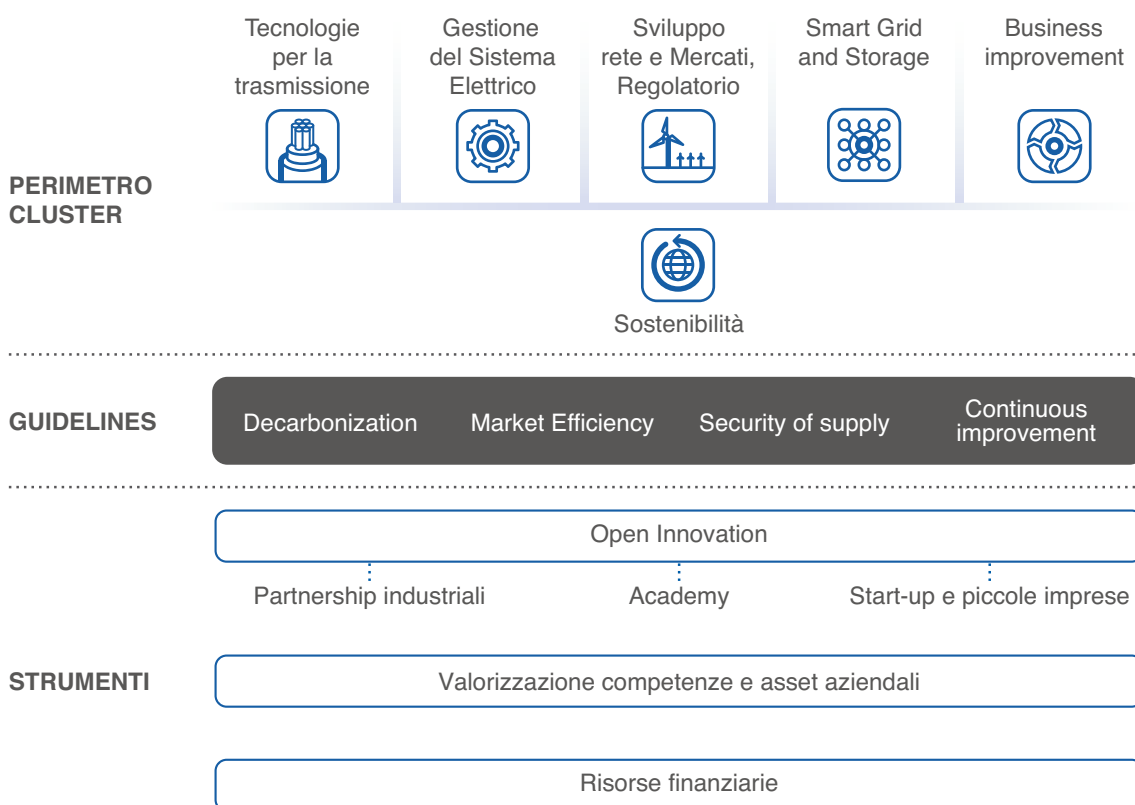 Tecnologie
per la
trasmissione
Gestione
del Sistema
Elettrico
Sviluppo
rete e Mercati,
Regolatorio
Smart Grid
and Storage
Business
improvement
PERIMETRO
CLUSTER
Sostenibilità
GUIDELINES
Decarbonization
Market Efficiency
Security of supply
Continuous
improvement
Open Innovation
Partnership industriali
Academy
Start-up e piccole imprese
STRUMENTI
Valorizzazione competenze e asset aziendali
Risorse finanziarie